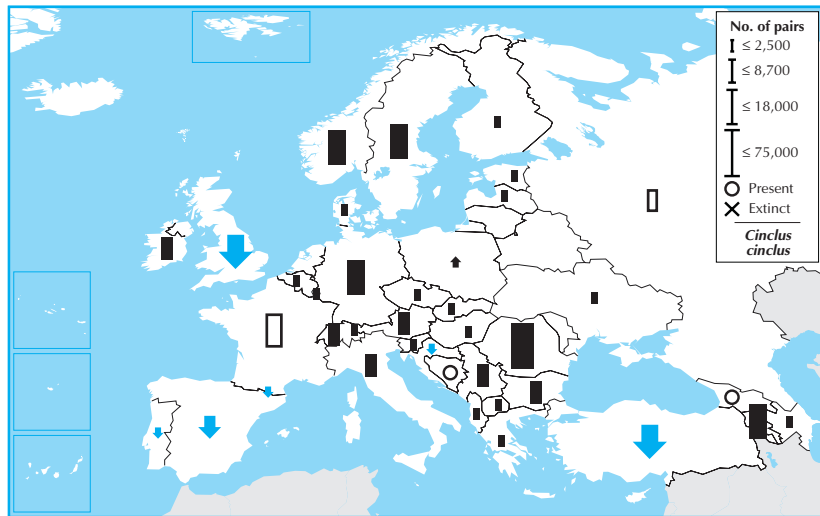 No. of pairs
≤ 2,500
≤ 8,700
≤ 18,000
≤ 75,000
Present
Extinct
Cinclus
cinclus